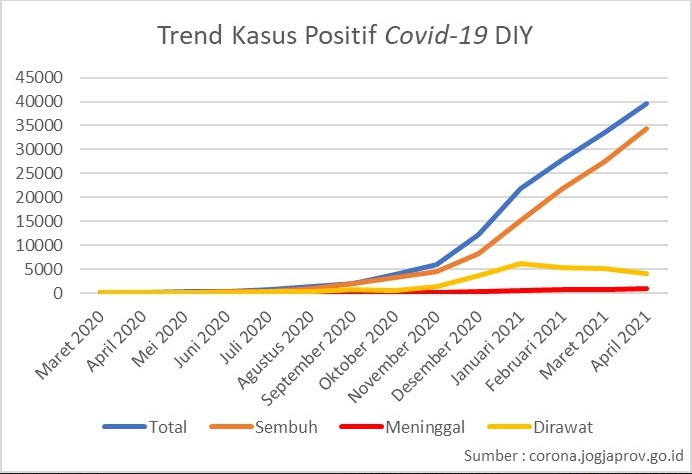 Trend Kasus Positif Covid-19 DIY
45000
40000
35000
30000
25000
20000
15000
10000
5000
0
Maret 2020
April 2020
Mei 2020
Juni 2020
Juli 2020
Agustus 2020
September 2020
Oktober 2020
November 2020
Desember 2020
Januari 2021
Februari 2021
Maret 2021
April 2021
Total Sembuh Meninggal Dirawat
Sumber : corona.jogjaprov.go.id